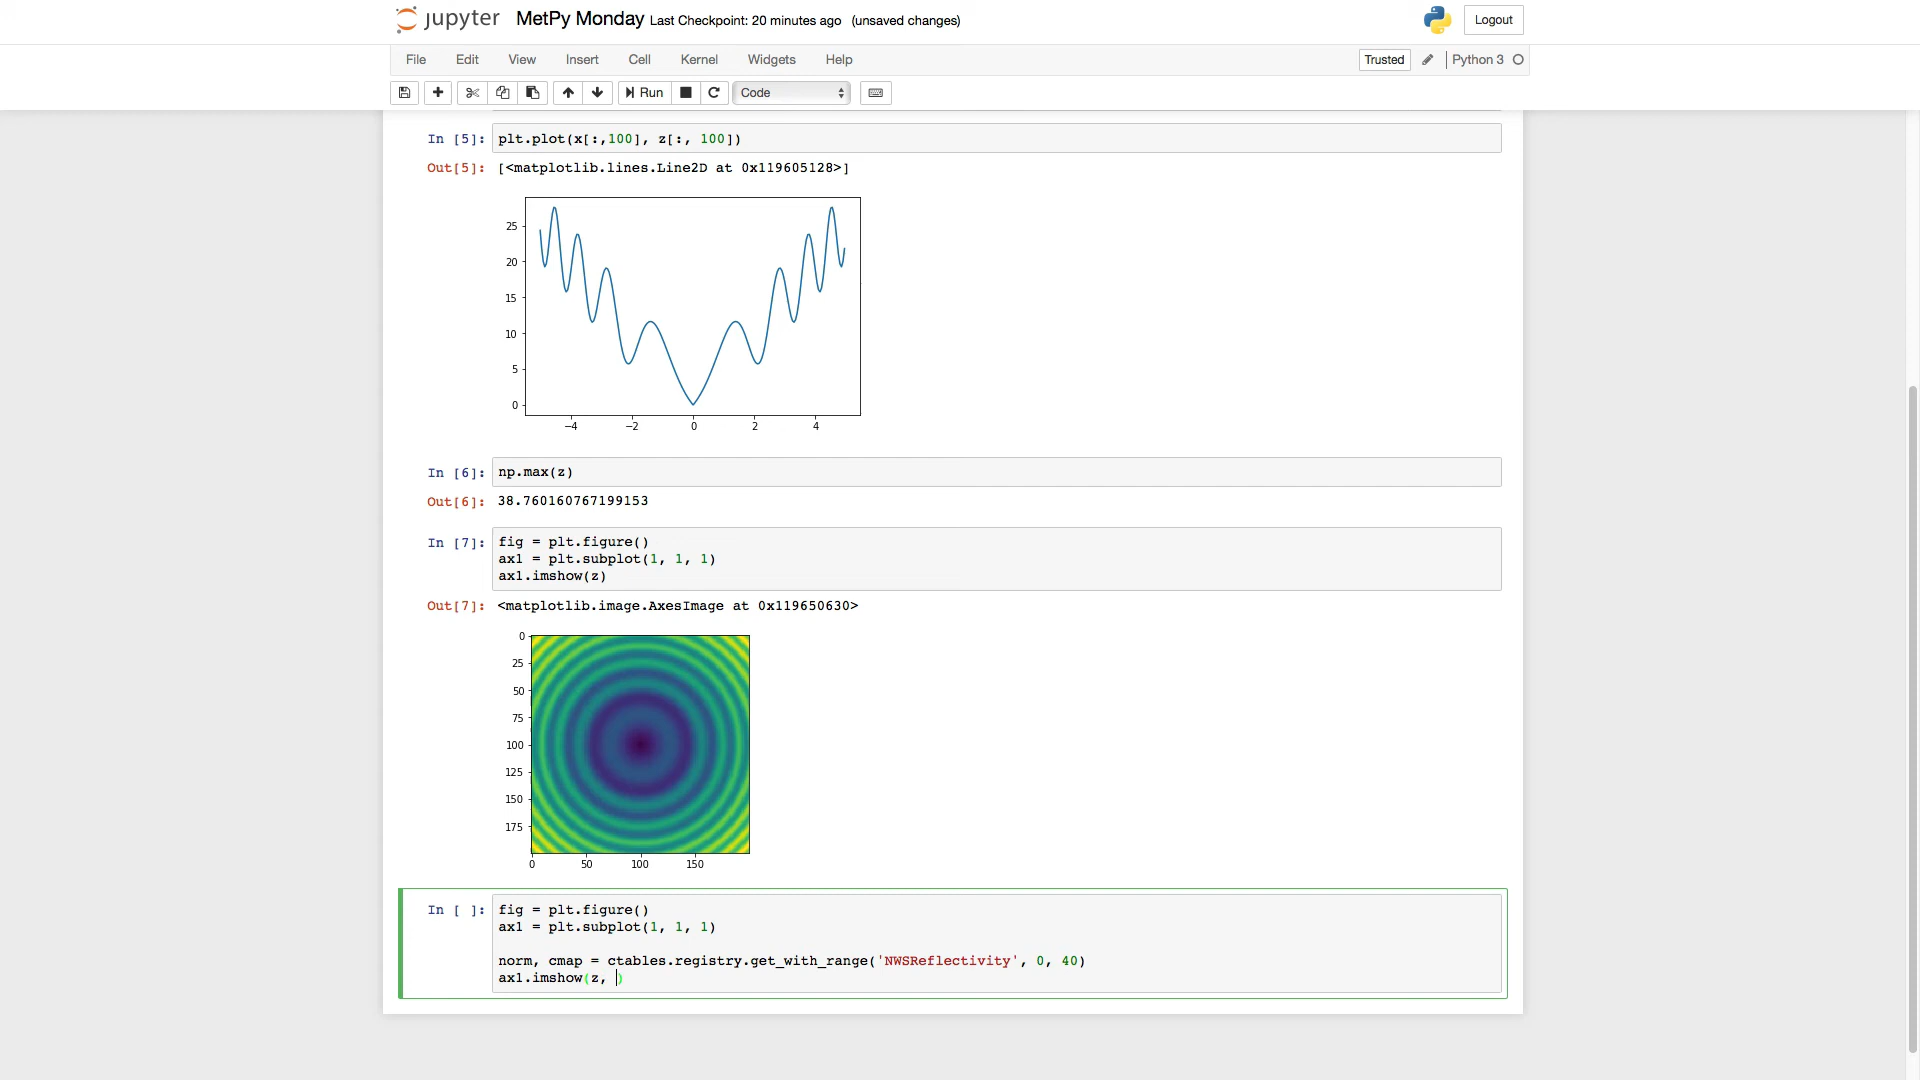 jupyter MetPy Monday Last Checkpoint: 20 minutes ago (unsaved changes) Logout
File Edit View Insert Cell Kernel Widgets Help Trusted Python 3
Run Code
In [5]: plt.plot(x[:,100], z[:, 100])
Out[5]: [<matplotlib.lines.Line2D at 0x119605128>]
25
20
15
10
5
0
−4 −2 0 2 4
In [6]: np.max(z)
Out[6]: 38.760160767199153
In [7]: fig = plt.figure()
ax1 = plt.subplot(1, 1, 1)
ax1.imshow(z)
Out[7]: <matplotlib.image.AxesImage at 0x119650630>
0
25
50
75
100
125
150
175
0 50 100 150
In [ ]: fig = plt.figure()
ax1 = plt.subplot(1, 1, 1)
norm, cmap = ctables.registry.get_with_range('NWSReflectivity', 0, 40)
ax1.imshow(z, )